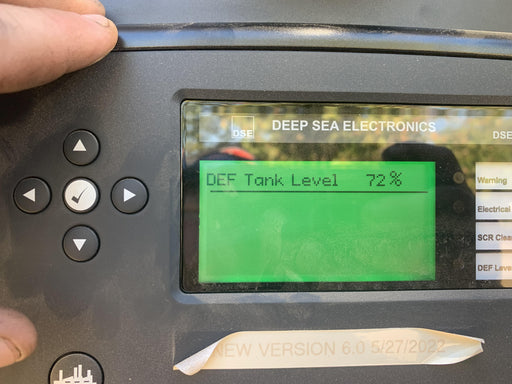 DSE
DEEP SEA ELECTRONICS
DSE
DEF Tank Level 72%
Warning
Electrical
SCR Clea
DEF Leve
NEW VERSION 6.0 5/27/2022